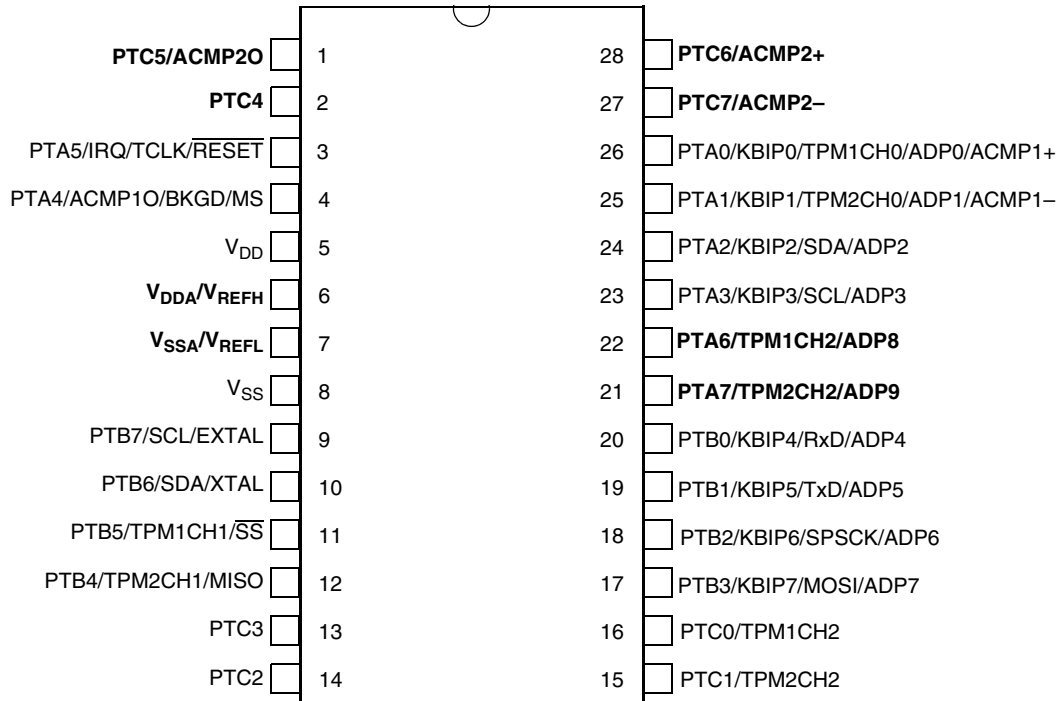 PTC5/ACMP2O 1 28 PTC6/ACMP2+
PTC4 2 27 PTC7/ACMP2–
PTA5/IRQ/TCLK/RESET 3 26 PTA0/KBIP0/TPM1CH0/ADP0/ACMP1+
PTA4/ACMP1O/BKGD/MS 4 25 PTA1/KBIP1/TPM2CH0/ADP1/ACMP1–
VDD 5 24 PTA2/KBIP2/SDA/ADP2
VDDA/VREFH 6 23 PTA3/KBIP3/SCL/ADP3
VSSA/VREFL 7 22 PTA6/TPM1CH2/ADP8
VSS 8 21 PTA7/TPM2CH2/ADP9
PTB7/SCL/EXTAL 9 20 PTB0/KBIP4/RxD/ADP4
PTB6/SDA/XTAL 10 19 PTB1/KBIP5/TxD/ADP5
PTB5/TPM1CH1/SS 11 18 PTB2/KBIP6/SPSCK/ADP6
PTB4/TPM2CH1/MISO 12 17 PTB3/KBIP7/MOSI/ADP7
PTC3 13 16 PTC0/TPM1CH2
PTC2 14 15 PTC1/TPM2CH2